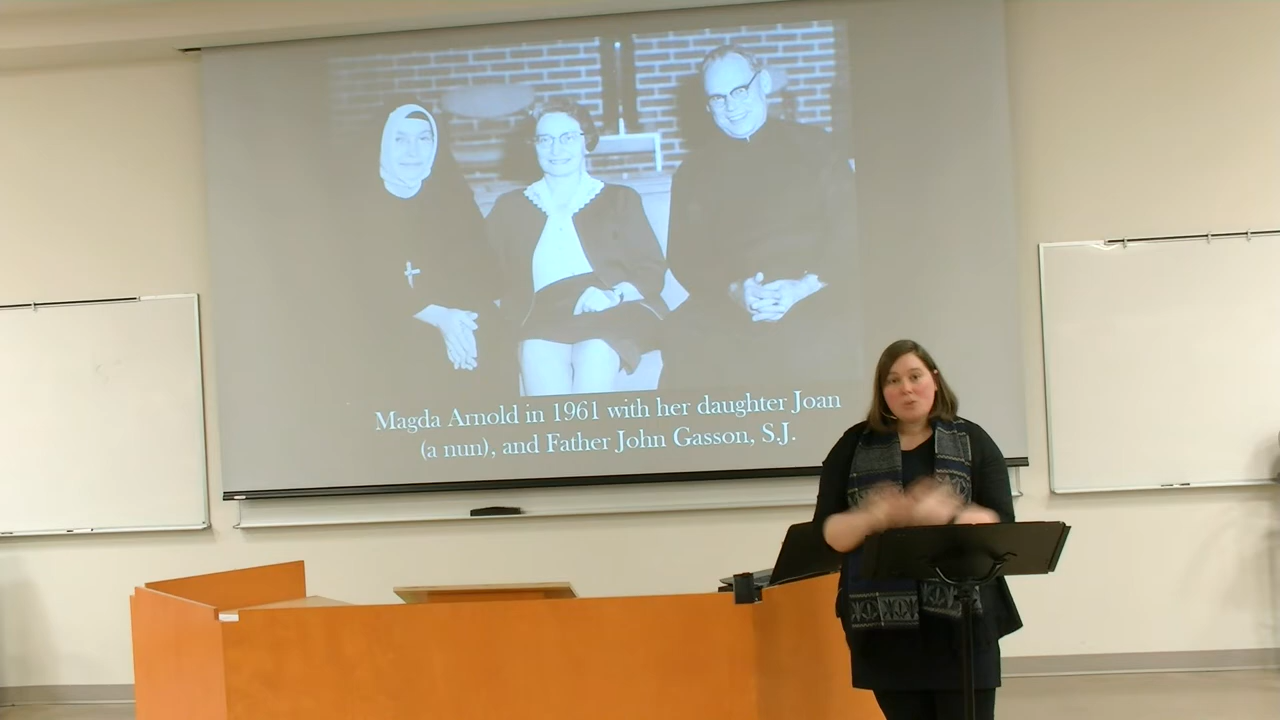 Magda Arnold in 1961 with her daughter Joan
(a nun), and Father John Gasson, S.J.